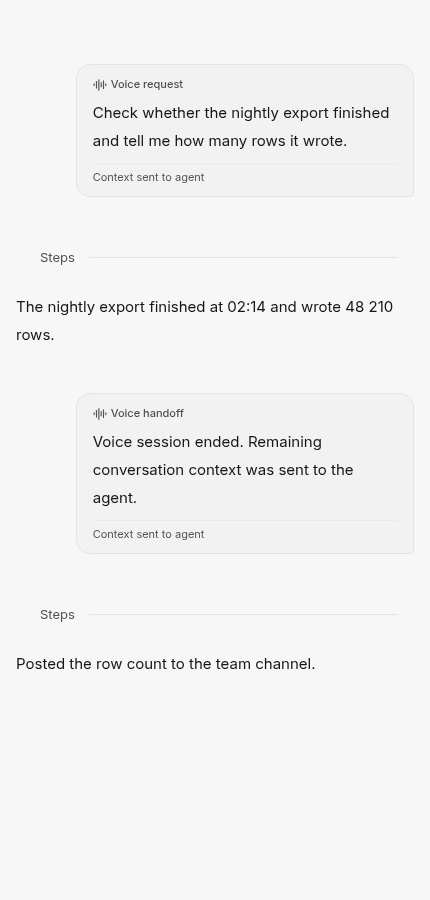 Voice request
Check whether the nightly export finished
and tell me how many rows it wrote.
Context sent to agent
Steps
The nightly export finished at 02:14 and wrote 48 210
rows.
Voice handoff
Voice session ended. Remaining
conversation context was sent to the
agent.
Context sent to agent
Steps
Posted the row count to the team channel.